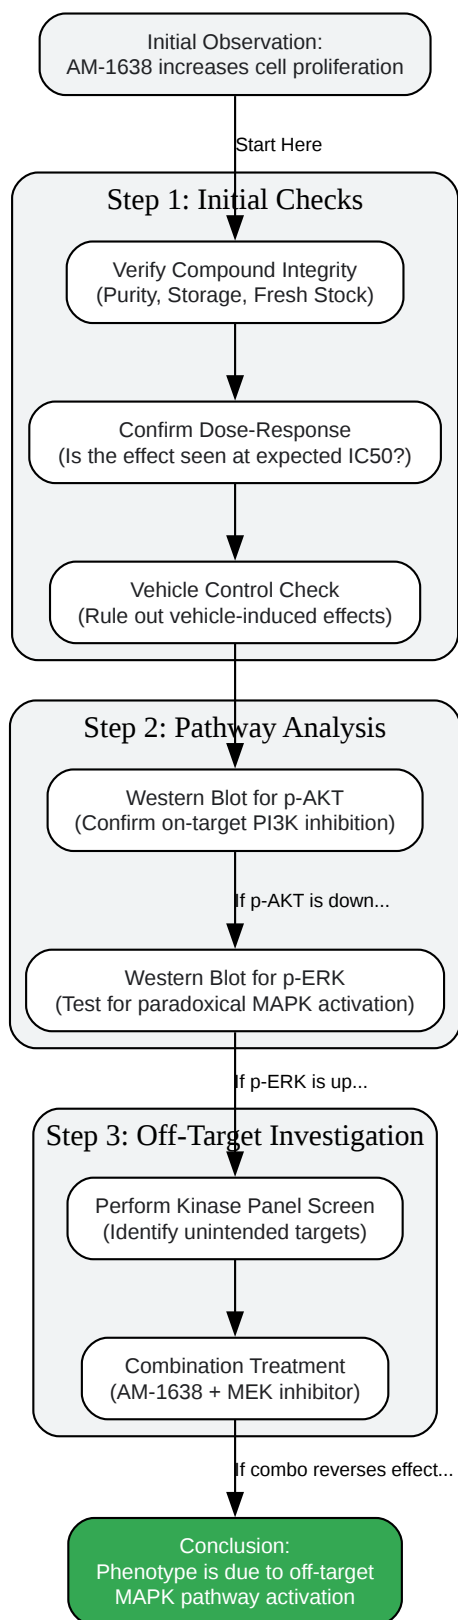 Initial Observation:
AM-1638 increases cell proliferation
Start Here
Step 1: Initial Checks
Verify Compound Integrity
(Purity, Storage, Fresh Stock)
Confirm Dose-Response
(Is the effect seen at expected IC50?)
Vehicle Control Check
(Rule out vehicle-induced effects)
Step 2: Pathway Analysis
Western Blot for p-AKT
(Confirm on-target PI3K inhibition)
If p-AKT is down...
Western Blot for p-ERK
(Test for paradoxical MAPK activation)
If p-ERK is up...
Step 3: Off-Target Investigation
Perform Kinase Panel Screen
(Identify unintended targets)
Combination Treatment
(AM-1638 + MEK inhibitor)
If combo reverses effect...
Conclusion:
Phenotype is due to off-target
MAPK pathway activation